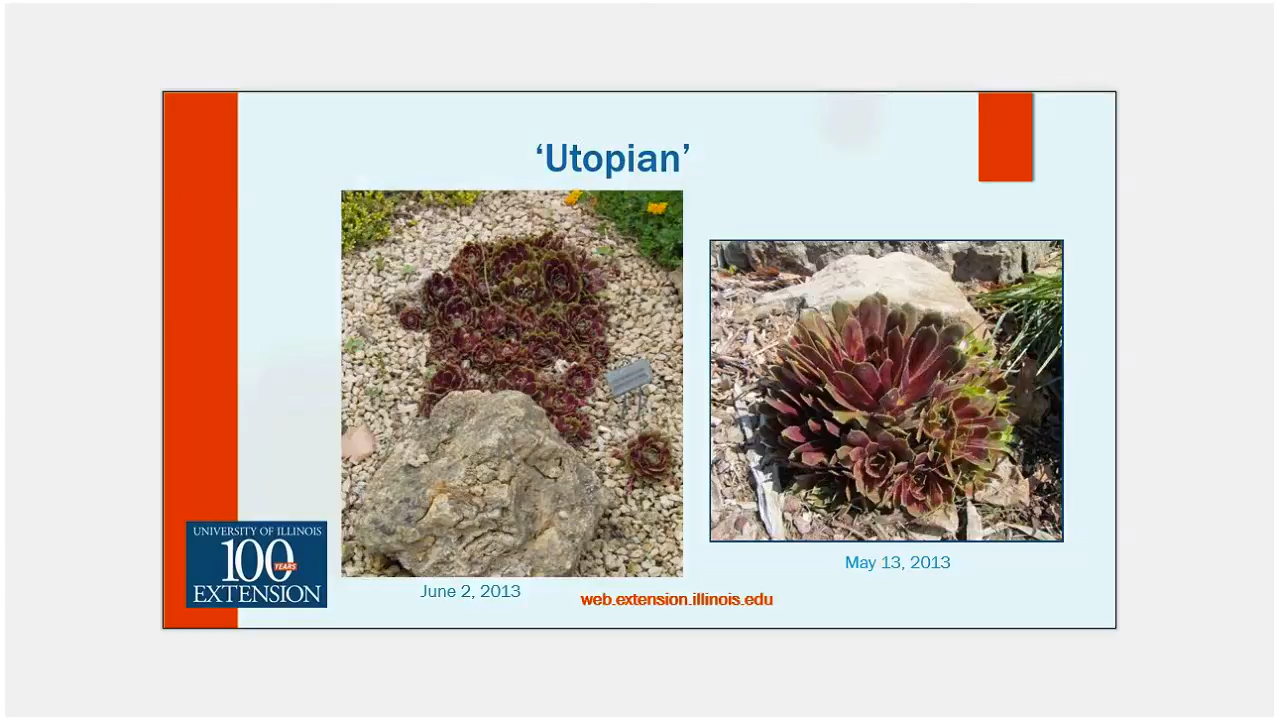 ‘Utopian’
June 2, 2013
May 13, 2013
UNIVERSITY OF ILLINOIS
100
YEARS
EXTENSION
web.extension.illinois.edu